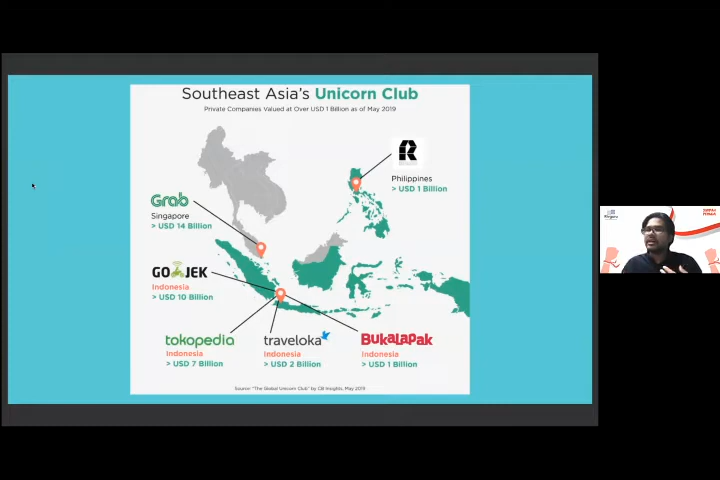 Southeast Asia's Unicorn Club
Private Companies Valued at Over USD 1 Billion as of May 2019
R
Philippines
> USD 1 Billion
Grab
Singapore
> USD 14 Billion
GOJEK
Indonesia
> USD 10 Billion
tokopedia
Indonesia
> USD 7 Billion
traveloka
Indonesia
> USD 2 Billion
Bukalapak
Indonesia
> USD 1 Billion
Source: "The Global Unicorn Club" by CB Insights, May 2019